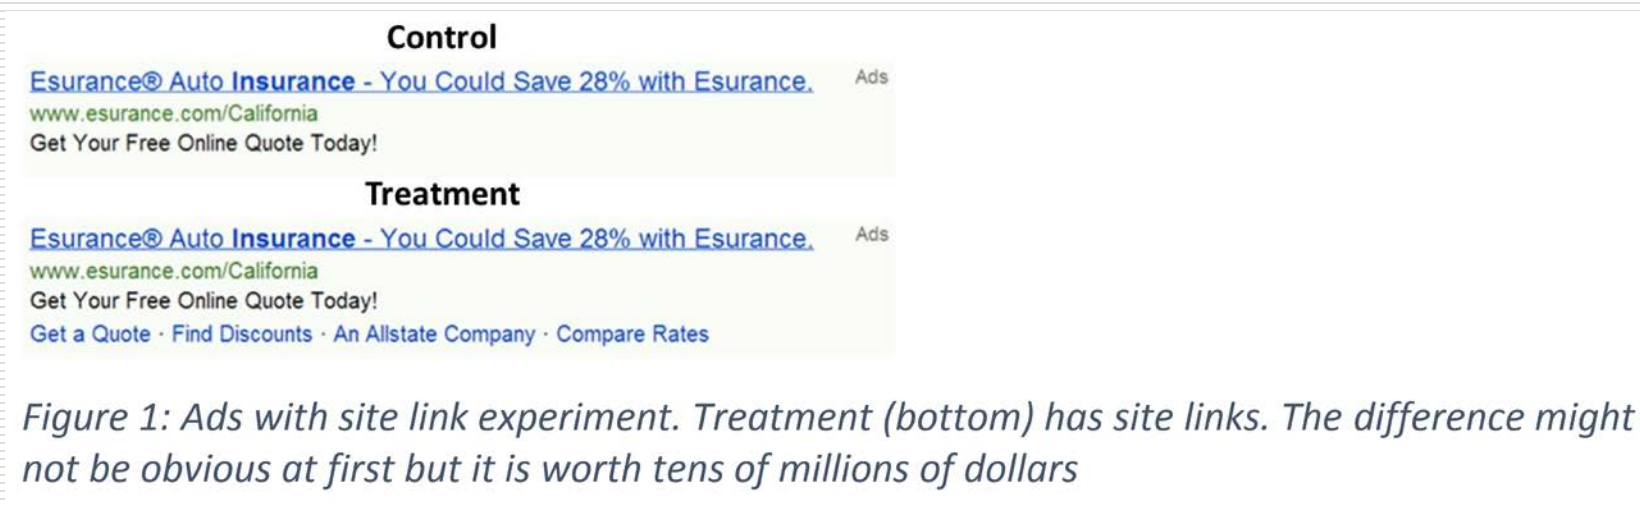 Control
Esurance® Auto Insurance - You Could Save 28% with Esurance. Ads
www.esurance.com/California
Get Your Free Online Quote Today!
Treatment
Esurance® Auto Insurance - You Could Save 28% with Esurance. Ads
www.esurance.com/California
Get Your Free Online Quote Today!
Get a Quote · Find Discounts · An Allstate Company · Compare Rates
Figure 1: Ads with site link experiment. Treatment (bottom) has site links. The difference might
not be obvious at first but it is worth tens of millions of dollars